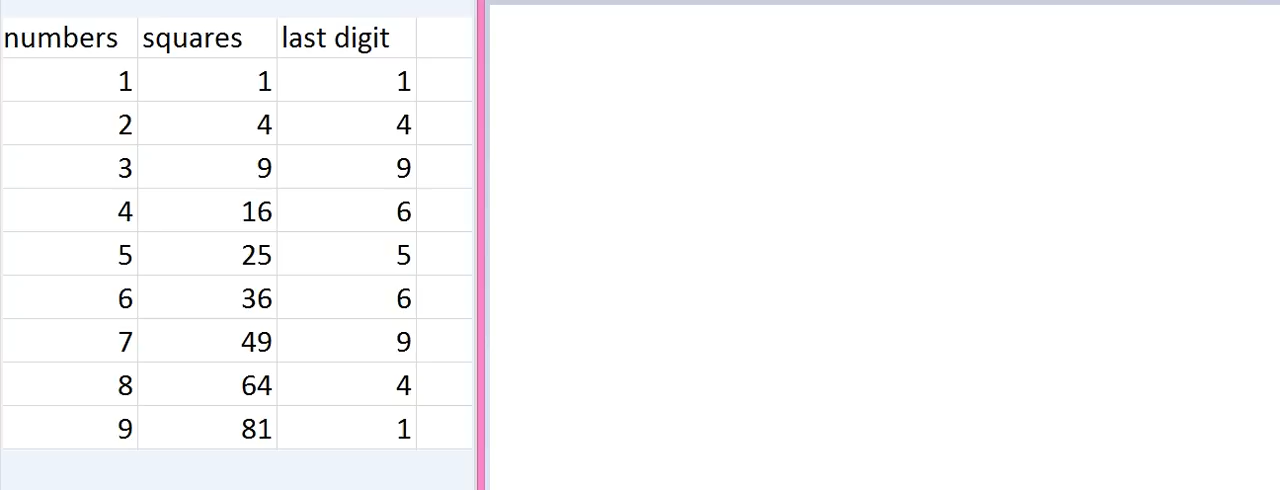 numbers squares last digit
1 1 1
2 4 4
3 9 9
4 16 6
5 25 5
6 36 6
7 49 9
8 64 4
9 81 1